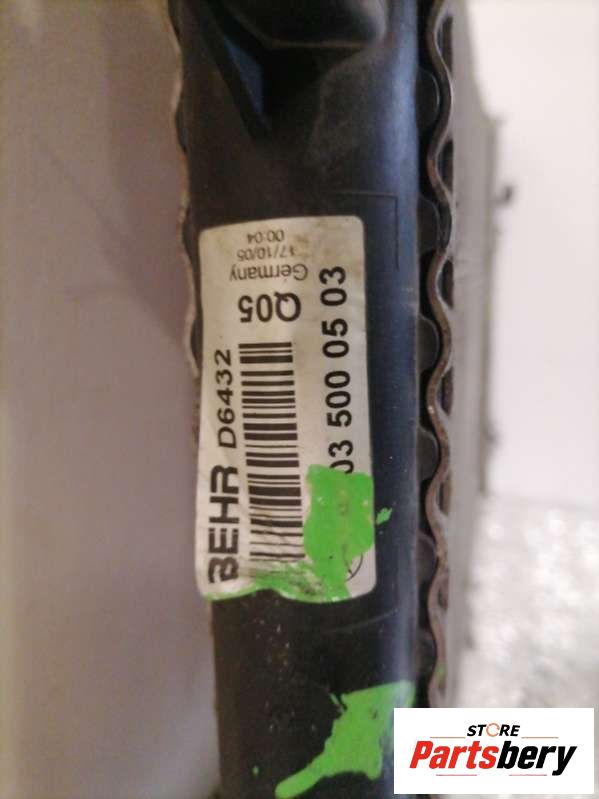 BEHR D6432 Q05
Germany
17/10/05
00:04
03 500 05 03
STORE
Partsbery